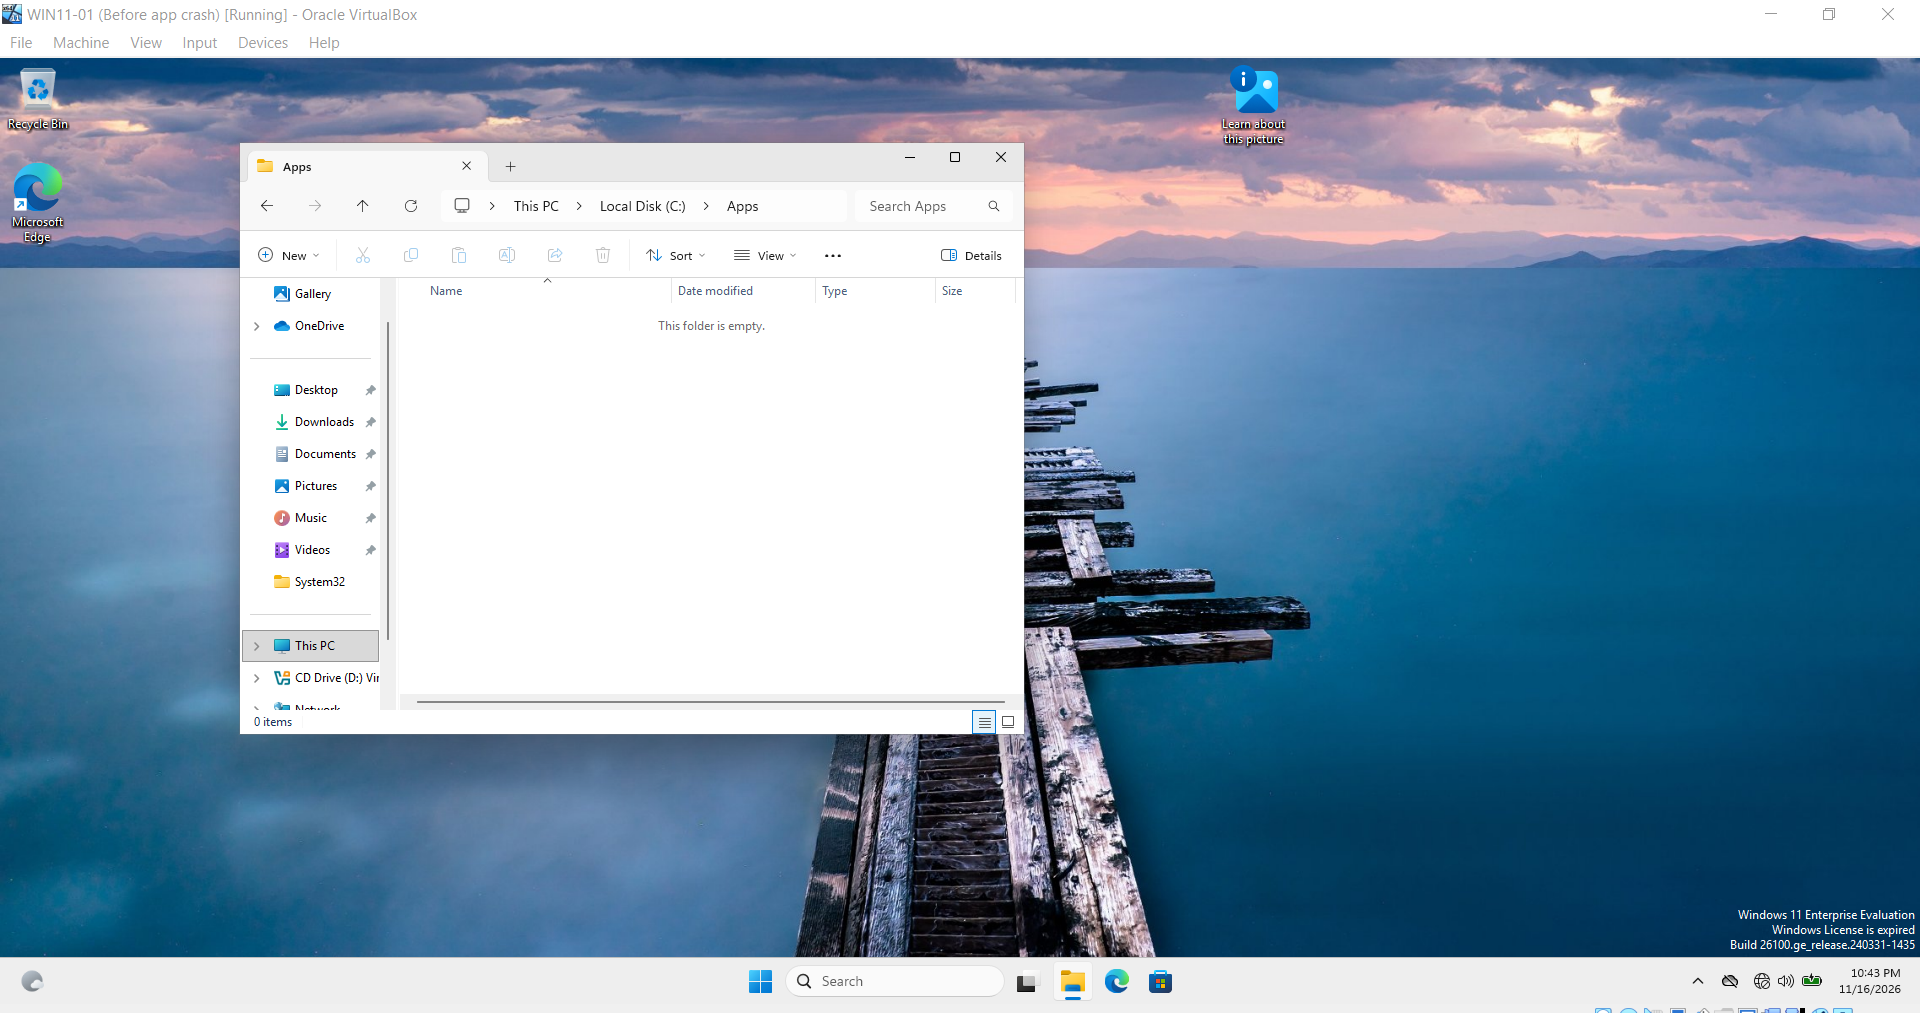 WIN11-01 (Before app crash) [Running] - Oracle VirtualBox
File Machine View Input Devices Help
Recycle Bin
Learn about
this picture
Microsoft
Edge
Apps
This PC Local Disk (C:) Apps
Search Apps
New Sort View Details
Name Date modified Type Size
This folder is empty.
Gallery
OneDrive
Desktop
Downloads
Documents
Pictures
Music
Videos
System32
This PC
CD Drive (D:) Vir
Network
0 items
Windows 11 Enterprise Evaluation
Windows License is expired
Build 26100.ge_release.240331-1435
Search
10:43 PM
11/16/2026